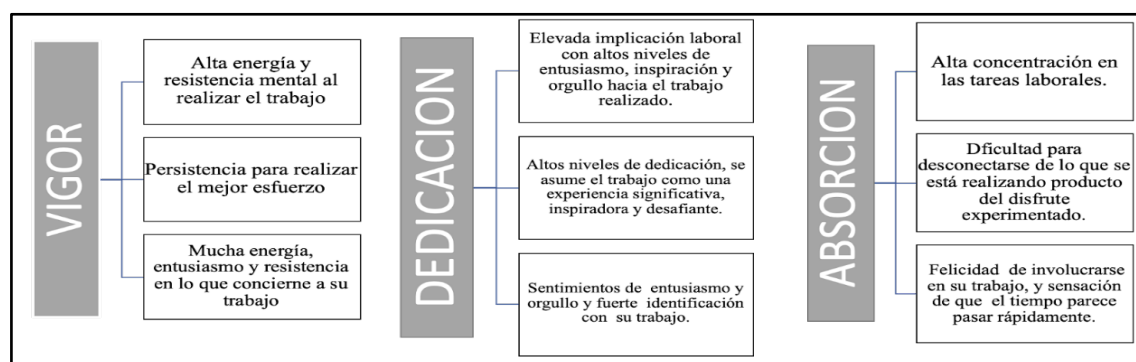 VIGOR
Alta energía y
resistencia mental al
realizar el trabajo
Persistencia para realizar
el mejor esfuerzo
Mucha energía,
entusiasmo y resistencia
en lo que concierne a su
trabajo
DEDICACION
Elevada implicación laboral
con altos niveles de
entusiasmo, inspiración y
orgullo hacia el trabajo
realizado.
Altos niveles de dedicación, se
asume el trabajo como una
experiencia significativa,
inspiradora y desafiante.
Sentimientos de entusiasmo y
orgullo y fuerte identificación
con su trabajo.
ABSORCION
Alta concentración en
las tareas laborales.
Dficultad para
desconectarse de lo que se
está realizando producto
del disfrute
experimentado.
Felicidad de involucrarse
en su trabajo, y sensación
de que el tiempo parece
pasar rápidamente.